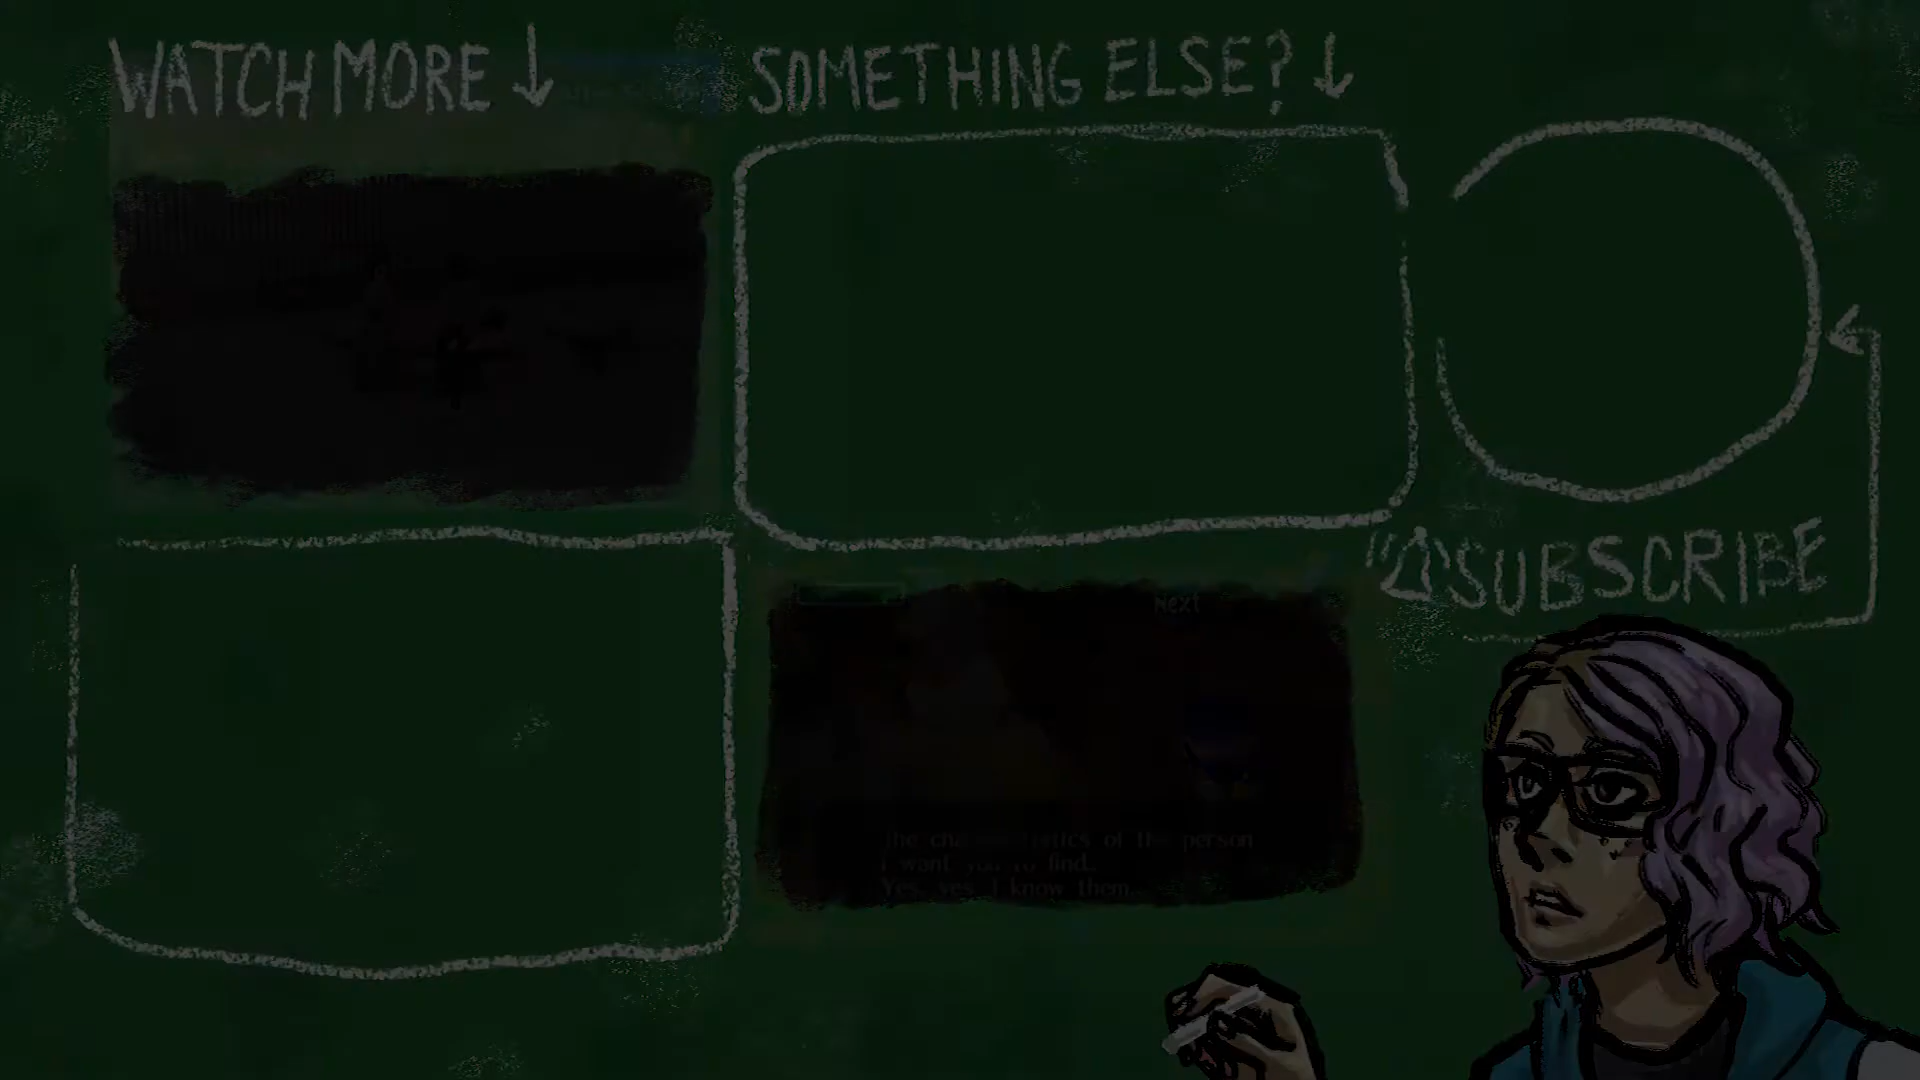 WATCH MORE ↓
SOMETHING ELSE? ↓
SUBSCRIBE
Next
the characteristics of the person
I want you to find.
Yes, yes, I know them...